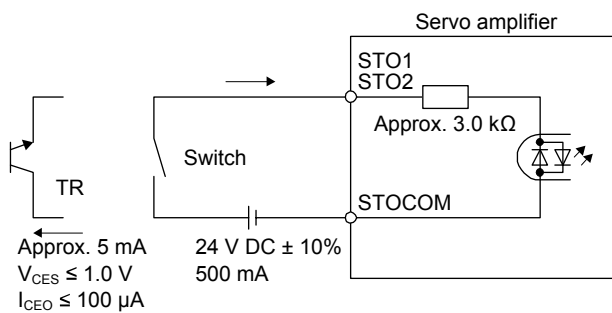 Servo amplifier
STO1
STO2
Approx. 3.0 kΩ
Switch
TR
STOCOM
Approx. 5 mA
V_CES ≤ 1.0 V
I_CEO ≤ 100 µA
24 V DC ± 10%
500 mA